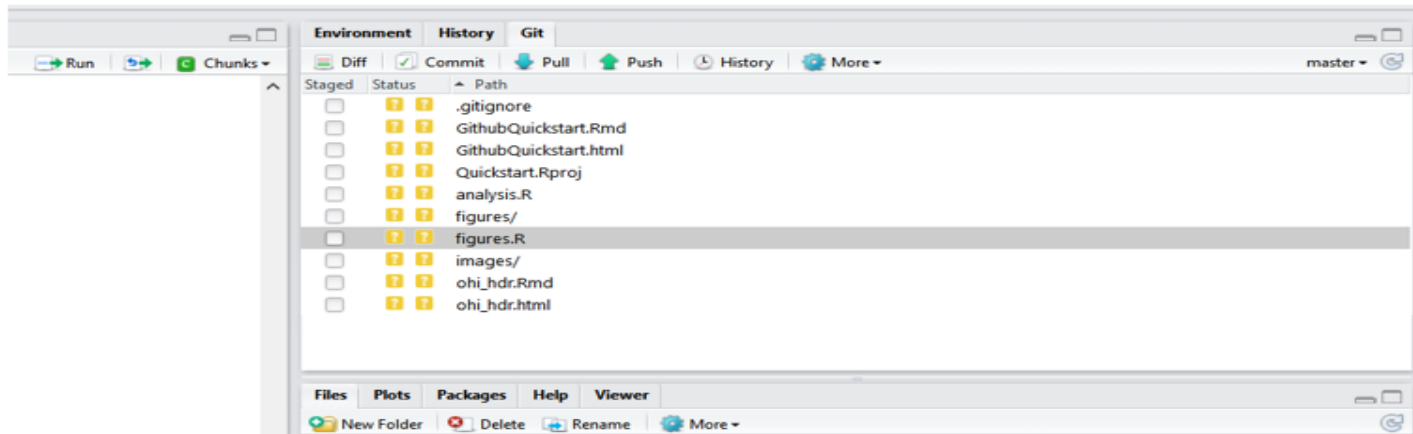 Environment History Git
Run Chunks
Diff Commit Pull Push History More master
Staged Status Path
? ? .gitignore
? ? GithubQuickstart.Rmd
? ? GithubQuickstart.html
? ? Quickstart.Rproj
? ? analysis.R
? ? figures/
? ? figures.R
? ? images/
? ? ohi_hdr.Rmd
? ? ohi_hdr.html
Files Plots Packages Help Viewer
New Folder Delete Rename More